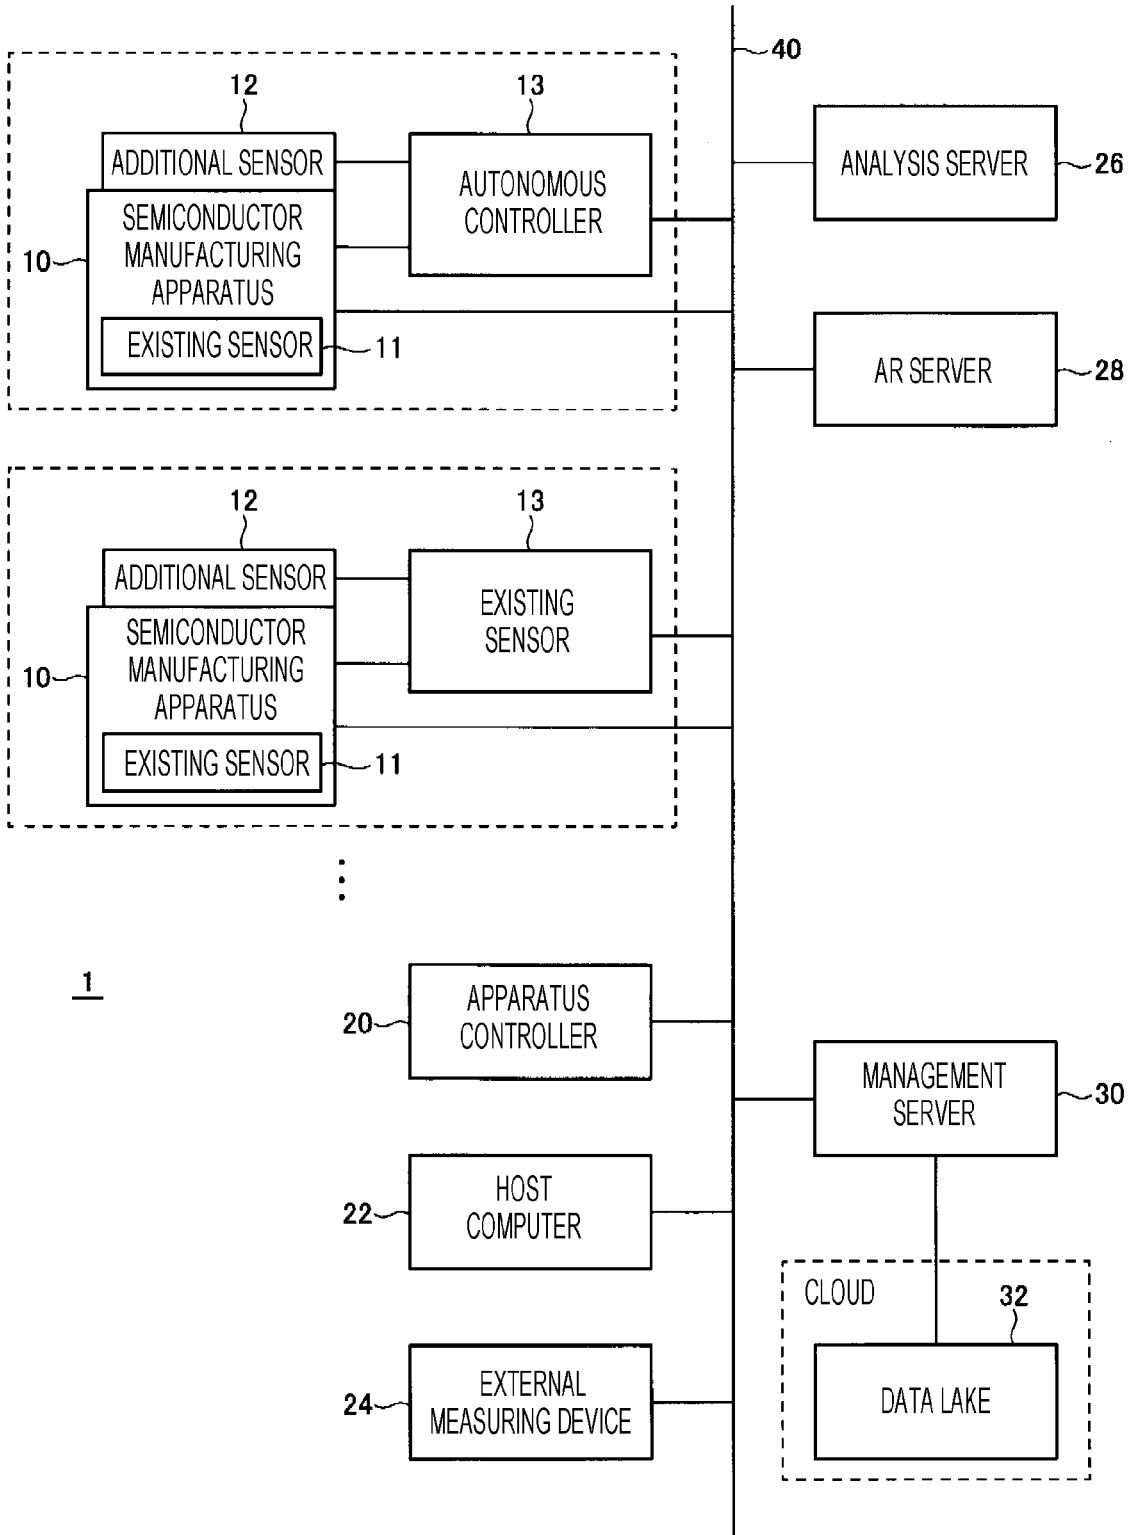 40
12
13
ADDITIONAL SENSOR
AUTONOMOUS
CONTROLLER
ANALYSIS SERVER
26
10
SEMICONDUCTOR
MANUFACTURING
APPARATUS
EXISTING SENSOR
11
AR SERVER
28
12
13
ADDITIONAL SENSOR
EXISTING
SENSOR
10
SEMICONDUCTOR
MANUFACTURING
APPARATUS
EXISTING SENSOR
11
1
20
APPARATUS
CONTROLLER
MANAGEMENT
SERVER
30
22
HOST
COMPUTER
CLOUD
32
DATA LAKE
24
EXTERNAL
MEASURING DEVICE